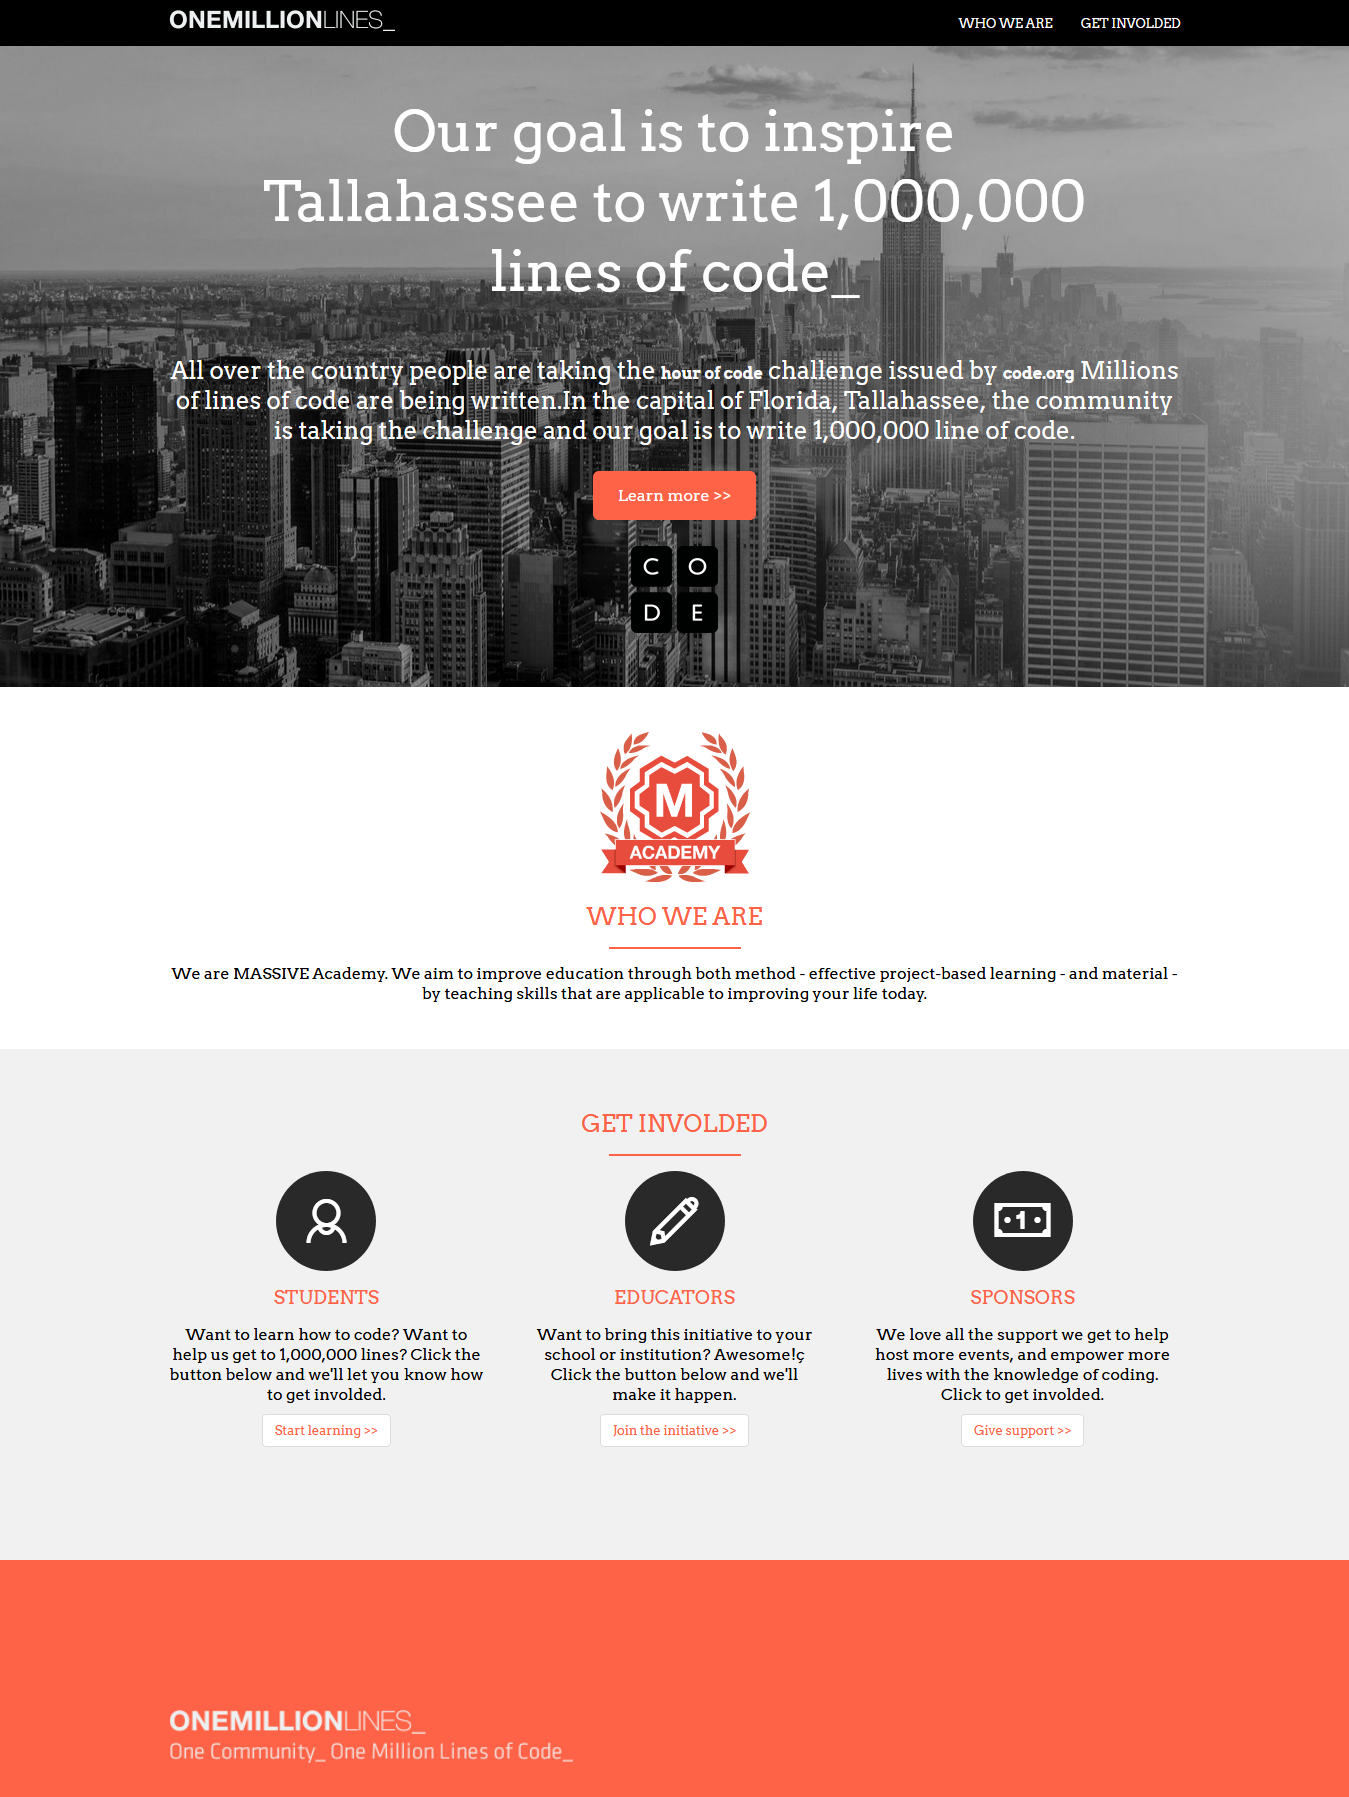 ONEMILLIONLINES_
WHO WE ARE
GET INVOLDED
Our goal is to inspire
Tallahassee to write 1,000,000
lines of code_
All over the country people are taking the hour of code challenge issued by code.org Millions
of lines of code are being written.In the capital of Florida, Tallahassee, the community
is taking the challenge and our goal is to write 1,000,000 line of code.
Learn more >>
C O
D E
M
ACADEMY
WHO WE ARE
We are MASSIVE Academy. We aim to improve education through both method - effective project-based learning - and material -
by teaching skills that are applicable to improving your life today.
GET INVOLDED
1
STUDENTS
Want to learn how to code? Want to
help us get to 1,000,000 lines? Click the
button below and we'll let you know how
to get involded.
Start learning >>
EDUCATORS
Want to bring this initiative to your
school or institution? Awesome!ç
Click the button below and we'll
make it happen.
Join the initiative >>
SPONSORS
We love all the support we get to help
host more events, and empower more
lives with the knowledge of coding.
Click to get involded.
Give support >>
ONEMILLIONLINES_
One Community_ One Million Lines of Code_